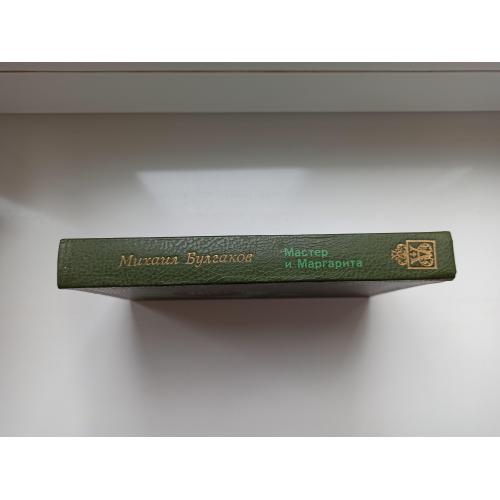 Михаил Булгаков
Мастер
и Маргарита